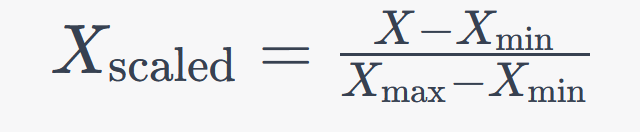 X_scaled = (X − X_min) / (X_max − X_min)